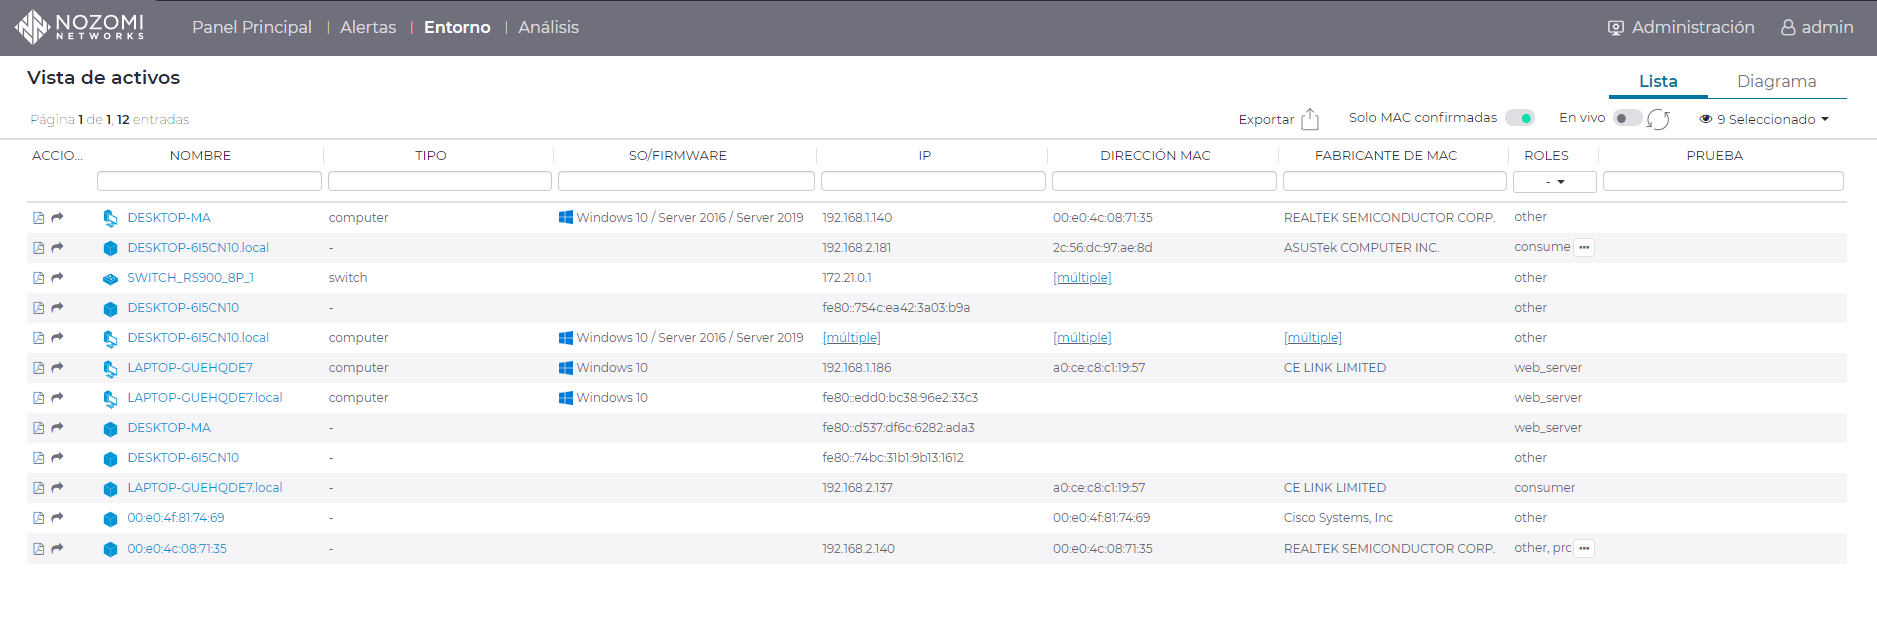 NOZOMI NETWORKS Panel Principal | Alertas | Entorno | Análisis Administración admin
Vista de activos
Lista Diagrama
Página 1 de 1, 12 entradas
Exportar Solo MAC confirmadas En vivo 9 Seleccionado
ACCIO... NOMBRE TIPO SO/FIRMWARE IP DIRECCIÓN MAC FABRICANTE DE MAC ROLES PRUEBA
-
DESKTOP-MA computer Windows 10 / Server 2016 / Server 2019 192.168.1.140 00:e0:4c:08:71:35 REALTEK SEMICONDUCTOR CORP. other
DESKTOP-6I5CN10.local - 192.168.2.181 2c:56:dc:97:ae:8d ASUSTek COMPUTER INC. consume ...
SWITCH_RS900_8P_1 switch 172.21.0.1 [múltiple] other
DESKTOP-6I5CN10 - fe80::754c:ea42:3a03:b9a other
DESKTOP-6I5CN10.local computer Windows 10 / Server 2016 / Server 2019 [múltiple] [múltiple] [múltiple] other
LAPTOP-GUEHQDE7 computer Windows 10 192.168.1.186 a0:ce:c8:c1:19:57 CE LINK LIMITED web_server
LAPTOP-GUEHQDE7.local computer Windows 10 fe80::edd0:bc38:96e2:33c3 web_server
DESKTOP-MA - fe80::d537:df6c:6282:ada3 web_server
DESKTOP-6I5CN10 - fe80::74bc:31b1:9b13:1612 other
LAPTOP-GUEHQDE7.local - 192.168.2.137 a0:ce:c8:c1:19:57 CE LINK LIMITED consumer
00:e0:4f:81:74:69 - 00:e0:4f:81:74:69 Cisco Systems, Inc other
00:e0:4c:08:71:35 - 192.168.2.140 00:e0:4c:08:71:35 REALTEK SEMICONDUCTOR CORP. other, prc ...